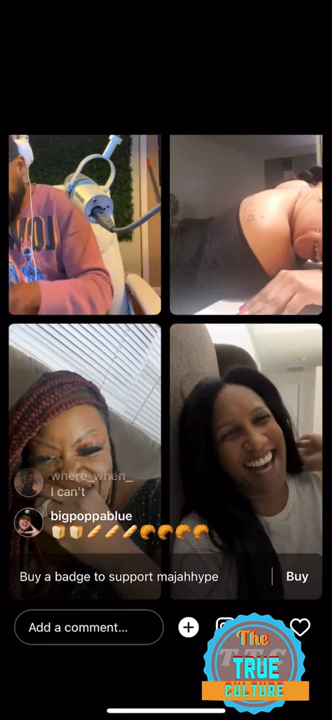 where_when_
I can't
bigpoppablue
Buy a badge to support majahhype
Buy
Add a comment...
The
TRUE
CULTURE